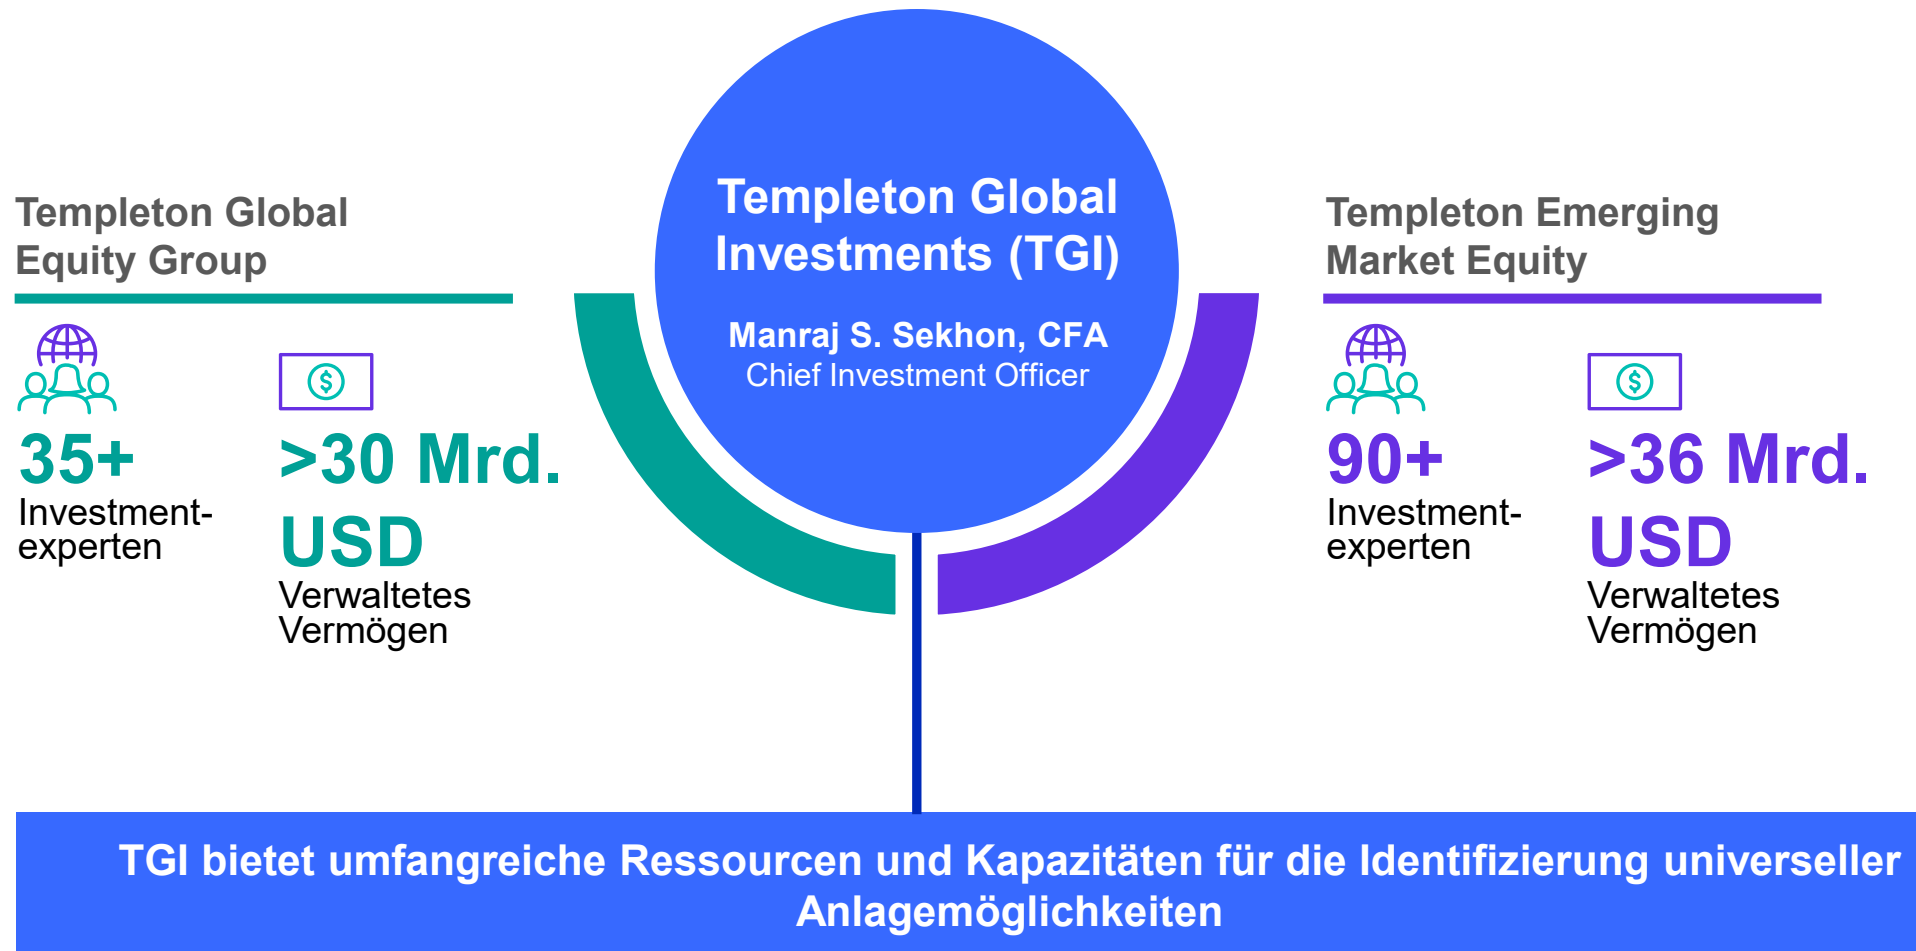 Templeton Global
Equity Group
35+
Investment-
experten
>30 Mrd.
USD
Verwaltetes
Vermögen
Templeton Global
Investments (TGI)
Manraj S. Sekhon, CFA
Chief Investment Officer
Templeton Emerging
Market Equity
90+
Investment-
experten
>36 Mrd.
USD
Verwaltetes
Vermögen
TGI bietet umfangreiche Ressourcen und Kapazitäten für die Identifizierung universeller
Anlagemöglichkeiten